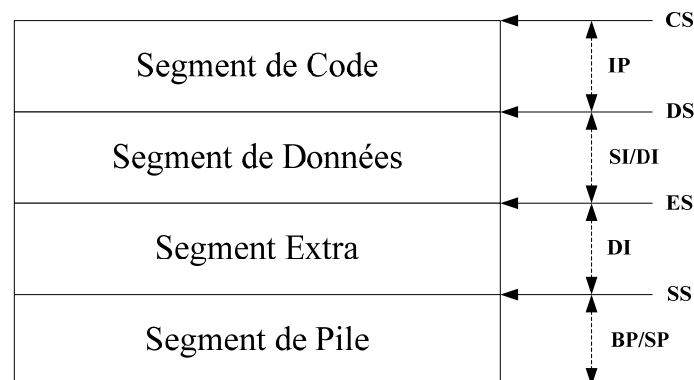 CS
Segment de Code
IP
DS
Segment de Données
SI/DI
ES
Segment Extra
DI
SS
Segment de Pile
BP/SP